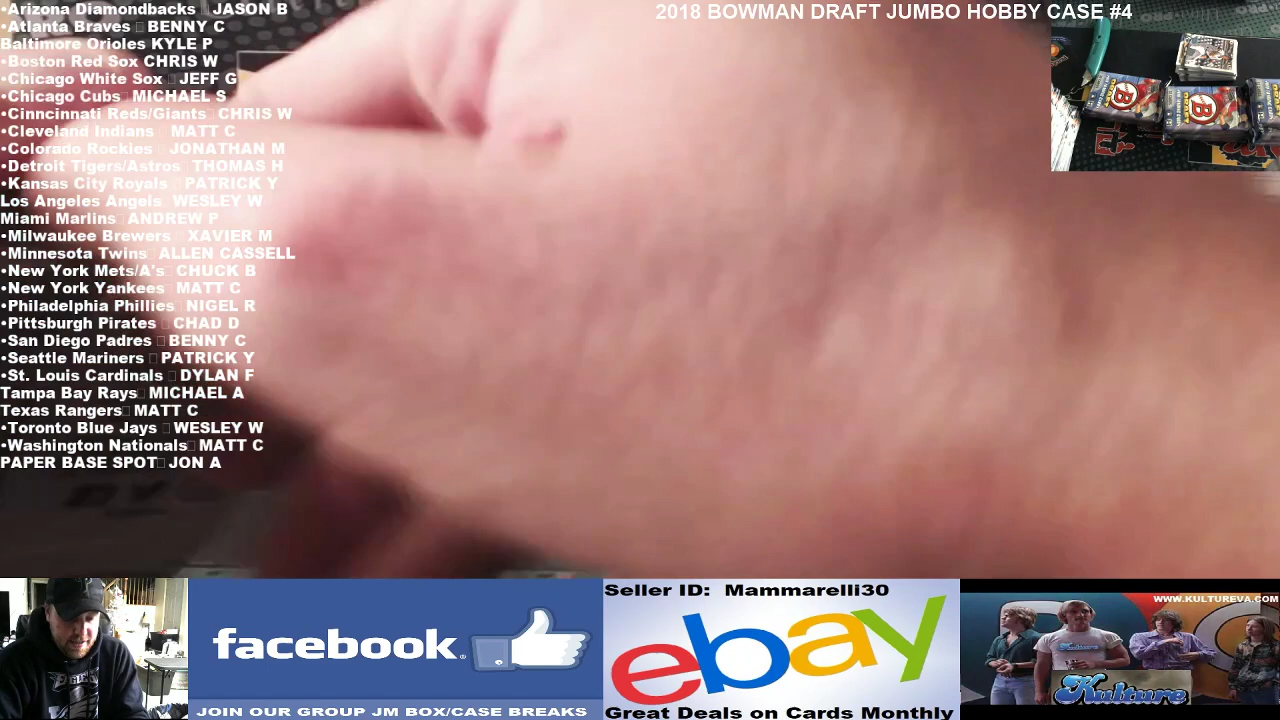 •Arizona Diamondbacks JASON B
•Atlanta Braves BENNY C
Baltimore Orioles KYLE P
•Boston Red Sox CHRIS W
•Chicago White Sox JEFF G
•Chicago Cubs MICHAEL S
•Cinncinnati Reds/Giants CHRIS W
•Cleveland Indians MATT C
•Colorado Rockies JONATHAN M
•Detroit Tigers/Astros THOMAS H
•Kansas City Royals PATRICK Y
Los Angeles Angels WESLEY W
Miami Marlins ANDREW P
•Milwaukee Brewers XAVIER M
•Minnesota Twins ALLEN CASSELL
•New York Mets/A's CHUCK B
•New York Yankees MATT C
•Philadelphia Phillies NIGEL R
•Pittsburgh Pirates CHAD D
•San Diego Padres BENNY C
•Seattle Mariners PATRICK Y
•St. Louis Cardinals DYLAN F
Tampa Bay Rays MICHAEL A
Texas Rangers MATT C
•Toronto Blue Jays WESLEY W
•Washington Nationals MATT C
PAPER BASE SPOT JON A
2018 BOWMAN DRAFT JUMBO HOBBY CASE #4
facebook
JOIN OUR GROUP JM BOX/CASE BREAKS
Seller ID: Mammarelli30
ebay
Great Deals on Cards Monthly
WWW.KULTUREVA.COM
Kulture